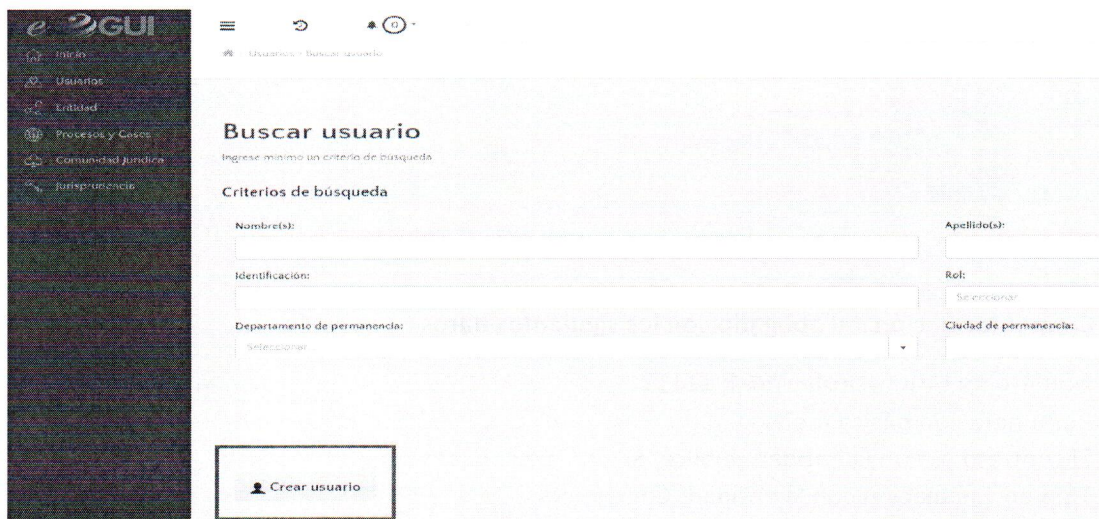 e GUI
Inicio
Usuarios
Entidad
Procesos y Casos
Comunidad Jurídica
Jurisprudencia
0
Usuarios - Buscar usuario
Buscar usuario
Ingrese mínimo un criterio de búsqueda
Criterios de búsqueda
Nombre(s):
Apellido(s):
Identificación:
Rol:
Seleccionar
Departamento de permanencia:
Ciudad de permanencia:
Seleccionar...
Crear usuario